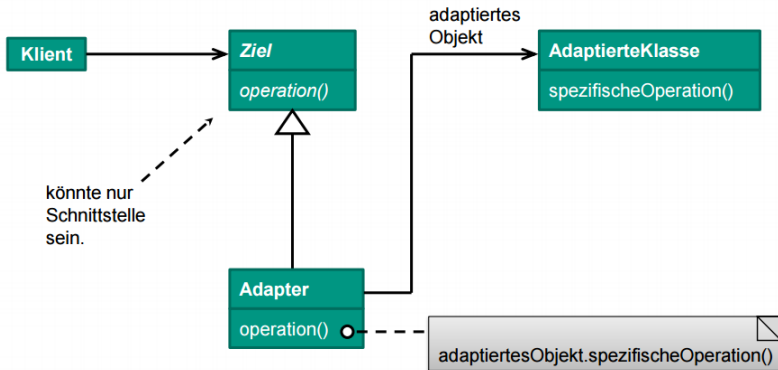 Klient
Ziel
operation()
adaptiertes
Objekt
AdaptierteKlasse
spezifischeOperation()
könnte nur
Schnittstelle
sein.
Adapter
operation()
adaptiertesObjekt.spezifischeOperation()